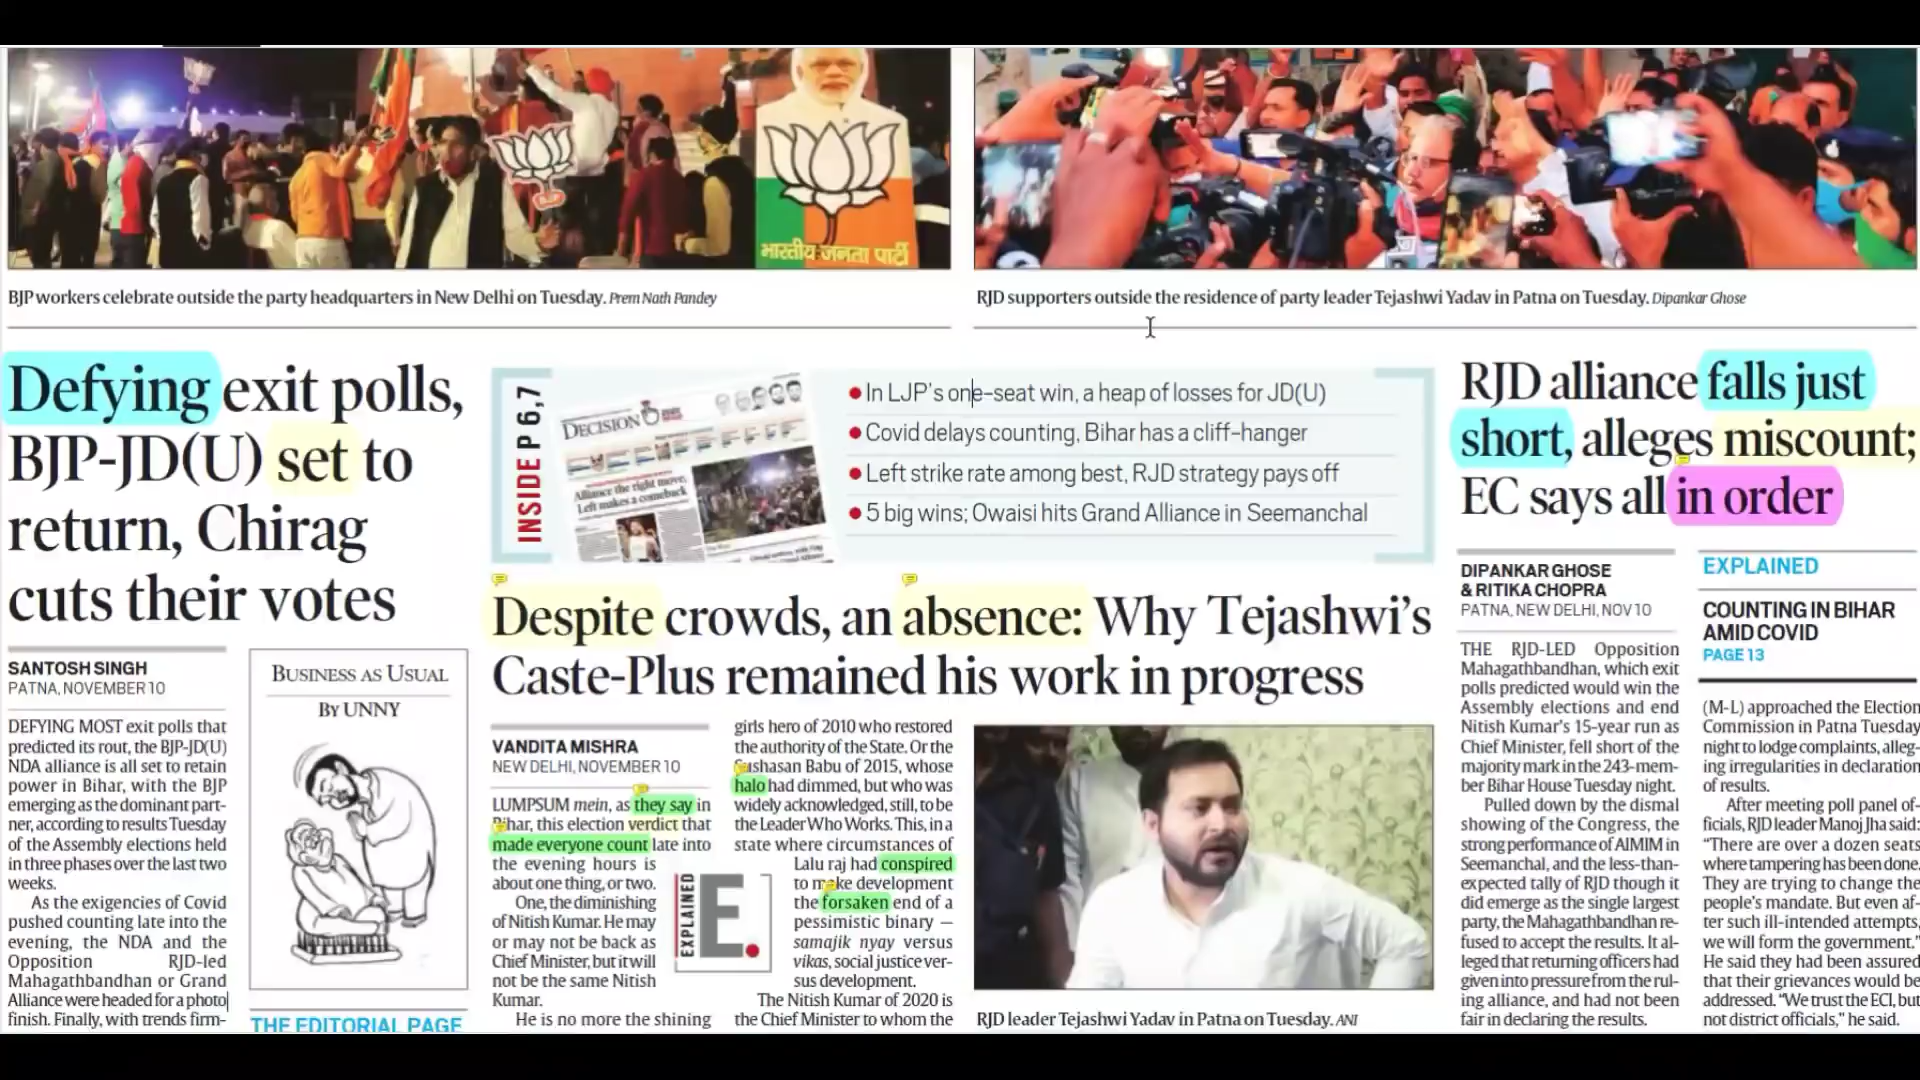 भारतीय जनता पार्टी
BJP workers celebrate outside the party headquarters in New Delhi on Tuesday. Prem Nath Pandey
RJD supporters outside the residence of party leader Tejashwi Yadav in Patna on Tuesday. Dipankar Ghose
Defying exit polls,
BJP-JD(U) set to
return, Chirag
cuts their votes
SANTOSH SINGH
PATNA, NOVEMBER 10
DEFYING MOST exit polls that
predicted its rout, the BJP-JD(U)
NDA alliance is all set to retain
power in Bihar, with the BJP
emerging as the dominant part-
ner, according to results Tuesday
of the Assembly elections held
in three phases over the last two
weeks.
As the exigencies of Covid
pushed counting late into the
evening, the NDA and the
Opposition RJD-led
Mahagathbandhan or Grand
Alliance were headed for a photo
finish. Finally, with trends firm-
BUSINESS AS USUAL
BY UNNY
THE EDITORIAL PAGE
INSIDE P 6,7
DECISION
Alliance the right move,
Left makes a comeback
In LJP's one-seat win, a heap of losses for JD(U)
Covid delays counting, Bihar has a cliff-hanger
Left strike rate among best, RJD strategy pays off
5 big wins; Owaisi hits Grand Alliance in Seemanchal
Despite crowds, an absence: Why Tejashwi's
Caste-Plus remained his work in progress
VANDITA MISHRA
NEW DELHI, NOVEMBER 10
LUMPSUM mein, as they say in
Bihar, this election verdict that
made everyone count late into
the evening hours is
about one thing, or two.
One, the diminishing
of Nitish Kumar. He may
or may not be back as
Chief Minister, but it will
not be the same Nitish
Kumar.
He is no more the shining
EXPLAINED
E.
girls hero of 2010 who restored
the authority of the State. Or the
Sushasan Babu of 2015, whose
halo had dimmed, but who was
widely acknowledged, still, to be
the Leader Who Works. This, in a
state where circumstances of
Lalu raj had conspired
to make development
the forsaken end of a
pessimistic binary —
samajik nyay versus
vikas, social justice ver-
sus development.
The Nitish Kumar of 2020 is
the Chief Minister to whom the
RJD leader Tejashwi Yadav in Patna on Tuesday. ANI
RJD alliance falls just
short, alleges miscount;
EC says all in order
DIPANKAR GHOSE
& RITIKA CHOPRA
PATNA, NEW DELHI, NOV 10
THE RJD-LED Opposition
Mahagathbandhan, which exit
polls predicted would win the
Assembly elections and end
Nitish Kumar's 15-year run as
Chief Minister, fell short of the
majority mark in the 243-mem-
ber Bihar House Tuesday night.
Pulled down by the dismal
showing of the Congress, the
strong performance of AIMIM in
Seemanchal, and the less-than-
expected tally of RJD though it
did emerge as the single largest
party, the Mahagathbandhan re-
fused to accept the results. It al-
leged that returning officers had
given into pressure from the rul-
ing alliance, and had not been
fair in declaring the results.
EXPLAINED
COUNTING IN BIHAR
AMID COVID
PAGE 13
(M-L) approached the Election
Commission in Patna Tuesday
night to lodge complaints, alleg-
ing irregularities in declaration
of results.
After meeting poll panel of-
ficials, RJD leader Manoj Jha said:
“There are over a dozen seats
where tampering has been done.
They are trying to change the
people's mandate. But even af-
ter such ill-intended attempts,
we will form the government.”
He said they had been assured
that their grievances would be
addressed. “We trust the ECI, but
not district officials,” he said.